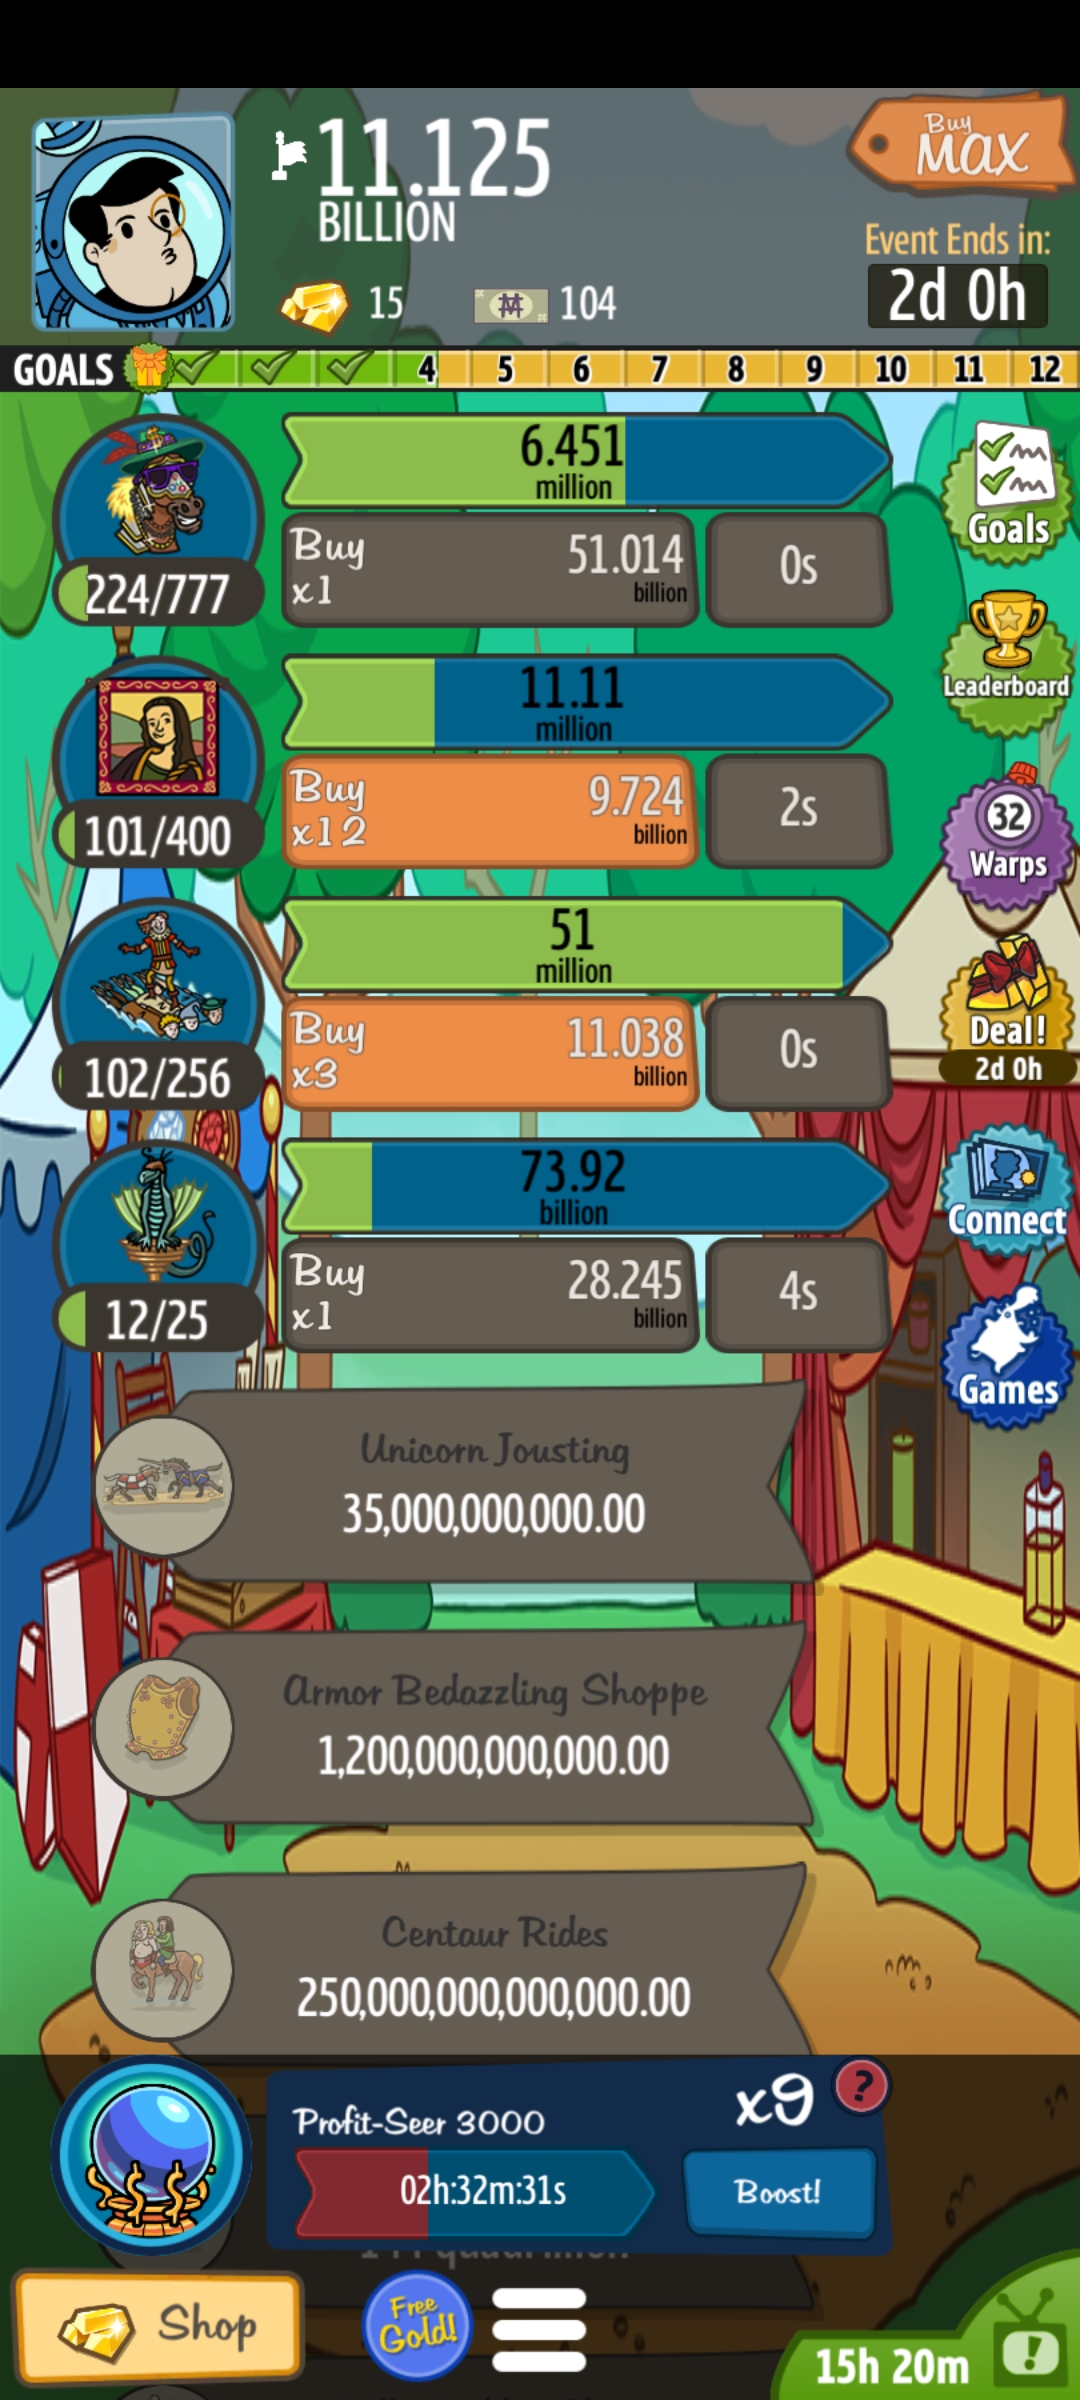 11.125
BILLION
15
104
Buy
MAX
Event Ends in:
2d 0h
GOALS 4 5 6 7 8 9 10 11 12
6.451
million
224/777
Buy
x1
51.014
billion
0s
Goals
Leaderboard
11.11
million
101/400
Buy
x12
9.724
billion
2s
32
Warps
51
million
102/256
Buy
x3
11.038
billion
0s
Deal!
2d 0h
73.92
billion
12/25
Buy
x1
28.245
billion
4s
Connect
Games
Unicorn Jousting
35,000,000,000.00
Armor Bedazzling Shoppe
1,200,000,000,000.00
Centaur Rides
250,000,000,000,000.00
Profit-Seer 3000
x9
?
02h:32m:31s
Boost!
Shop
Free
Gold!
15h 20m
!